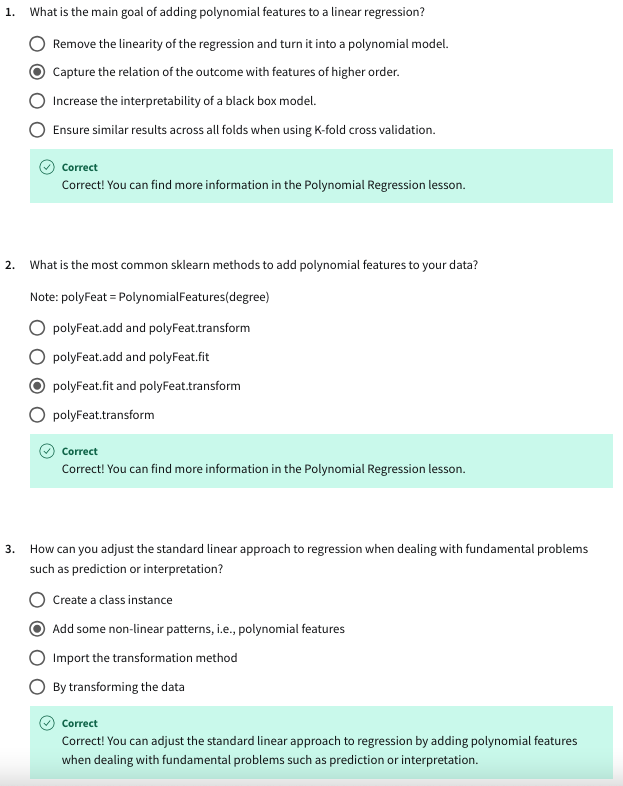 1. What is the main goal of adding polynomial features to a linear regression?
Remove the linearity of the regression and turn it into a polynomial model.
Capture the relation of the outcome with features of higher order.
Increase the interpretability of a black box model.
Ensure similar results across all folds when using K-fold cross validation.
Correct
Correct! You can find more information in the Polynomial Regression lesson.
2. What is the most common sklearn methods to add polynomial features to your data?
Note: polyFeat = PolynomialFeatures(degree)
polyFeat.add and polyFeat.transform
polyFeat.add and polyFeat.fit
polyFeat.fit and polyFeat.transform
polyFeat.transform
Correct
Correct! You can find more information in the Polynomial Regression lesson.
3. How can you adjust the standard linear approach to regression when dealing with fundamental problems
such as prediction or interpretation?
Create a class instance
Add some non-linear patterns, i.e., polynomial features
Import the transformation method
By transforming the data
Correct
Correct! You can adjust the standard linear approach to regression by adding polynomial features
when dealing with fundamental problems such as prediction or interpretation.